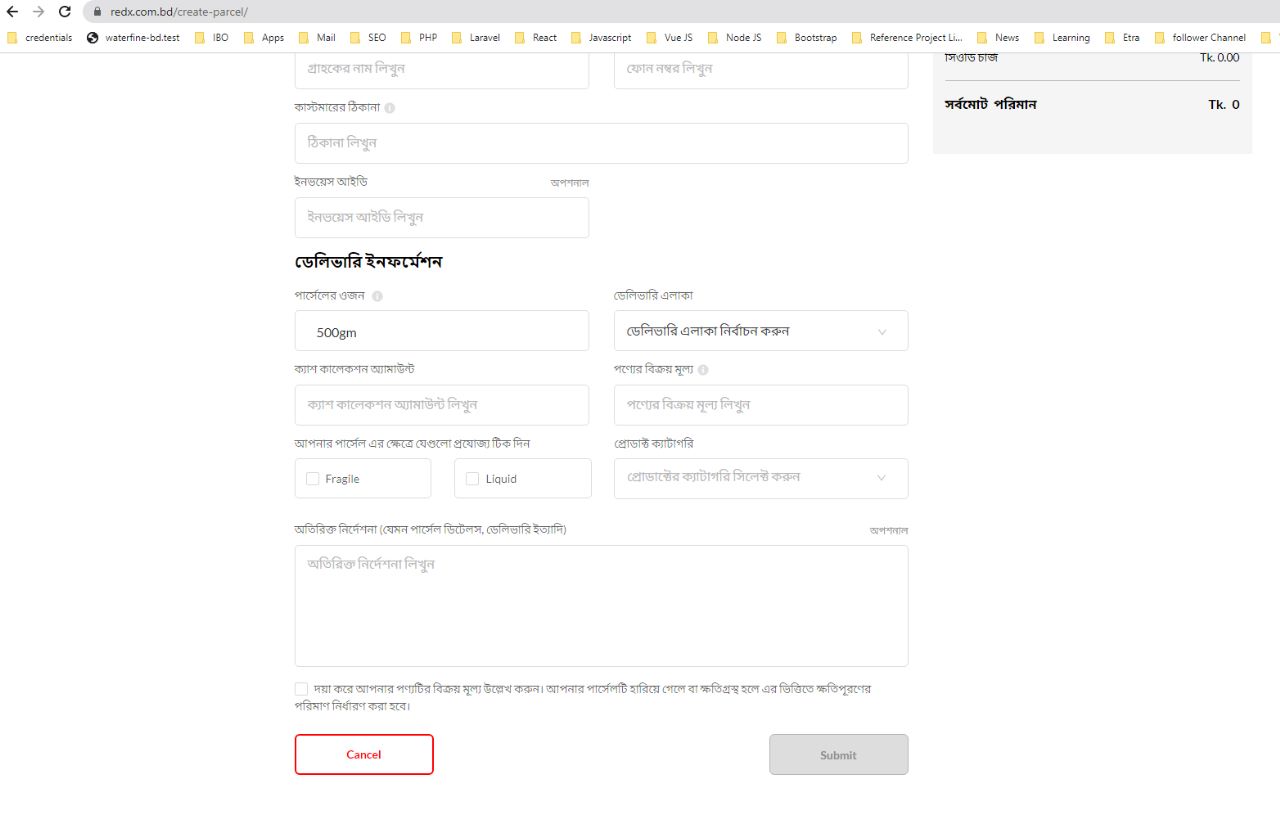 redx.com.bd/create-parcel/
credentials waterfine-bd.test IBO Apps Mail SEO PHP Laravel React Javascript Vue JS Node JS Bootstrap Reference Project Li... News Learning Etra follower Channel
গ্রাহকের নাম লিখুন ফোন নম্বর লিখুন
সিওডি চার্জ Tk. 0.00
সর্বমোট পরিমান Tk. 0
কাস্টমারের ঠিকানা
ঠিকানা লিখুন
ইনভয়েস আইডি অপশনাল
ইনভয়েস আইডি লিখুন
ডেলিভারি ইনফর্মেশন
পার্সেলের ওজন ডেলিভারি এলাকা
500gm ডেলিভারি এলাকা নির্বাচন করুন
ক্যাশ কালেকশন অ্যামাউন্ট পণ্যের বিক্রয় মূল্য
ক্যাশ কালেকশন অ্যামাউন্ট লিখুন পণ্যের বিক্রয় মূল্য লিখুন
আপনার পার্সেল এর ক্ষেত্রে যেগুলো প্রযোজ্য টিক দিন প্রোডাক্ট ক্যাটাগরি
Fragile Liquid প্রোডাক্টের ক্যাটাগরি সিলেক্ট করুন
অতিরিক্ত নির্দেশনা (যেমন পার্সেল ডিটেলস, ডেলিভারি ইত্যাদি) অপশনাল
অতিরিক্ত নির্দেশনা লিখুন
দয়া করে আপনার পণ্যটির বিক্রয় মূল্য উল্লেখ করুন। আপনার পার্সেলটি হারিয়ে গেলে বা ক্ষতিগ্রস্থ হলে এর ভিত্তিতে ক্ষতিপূরণের
পরিমাণ নির্ধারণ করা হবে।
Cancel Submit